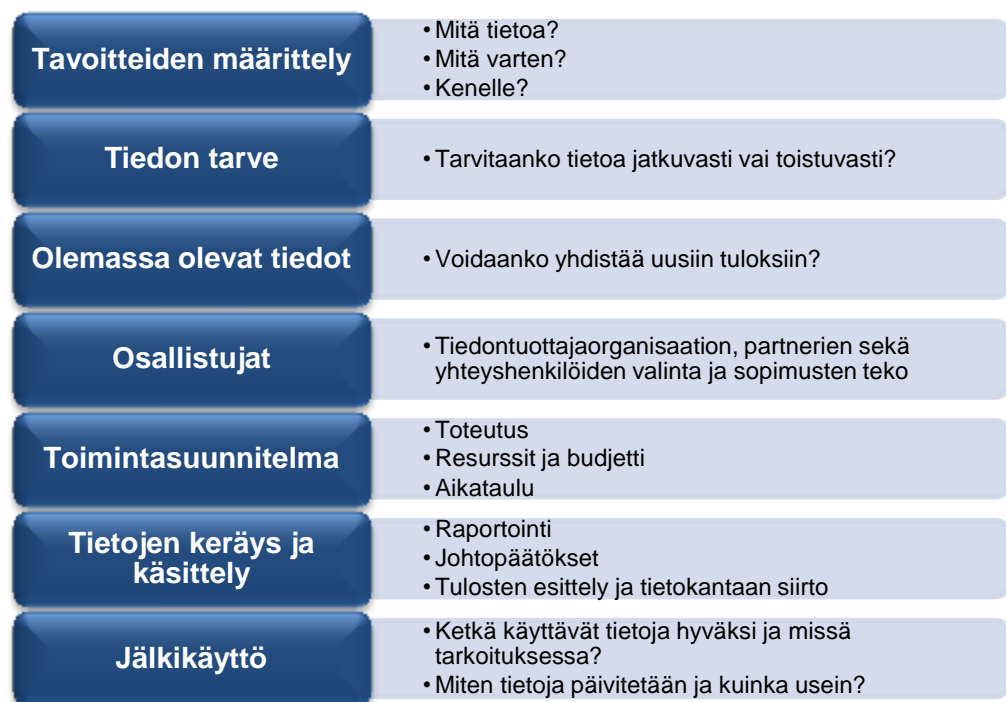 Tavoitteiden määrittely
• Mitä tietoa?
• Mitä varten?
• Kenelle?
Tiedon tarve
• Tarvitaanko tietoa jatkuvasti vai toistuvasti?
Olemassa olevat tiedot
• Voidaanko yhdistää uusiin tuloksiin?
Osallistujat
• Tiedontuottajaorganisaation, partnerien sekä
yhteyshenkilöiden valinta ja sopimusten teko
Toimintasuunnitelma
• Toteutus
• Resurssit ja budjetti
• Aikataulu
Tietojen keräys ja
käsittely
• Raportointi
• Johtopäätökset
• Tulosten esittely ja tietokantaan siirto
Jälkikäyttö
• Ketkä käyttävät tietoja hyväksi ja missä
tarkoituksessa?
• Miten tietoja päivitetään ja kuinka usein?